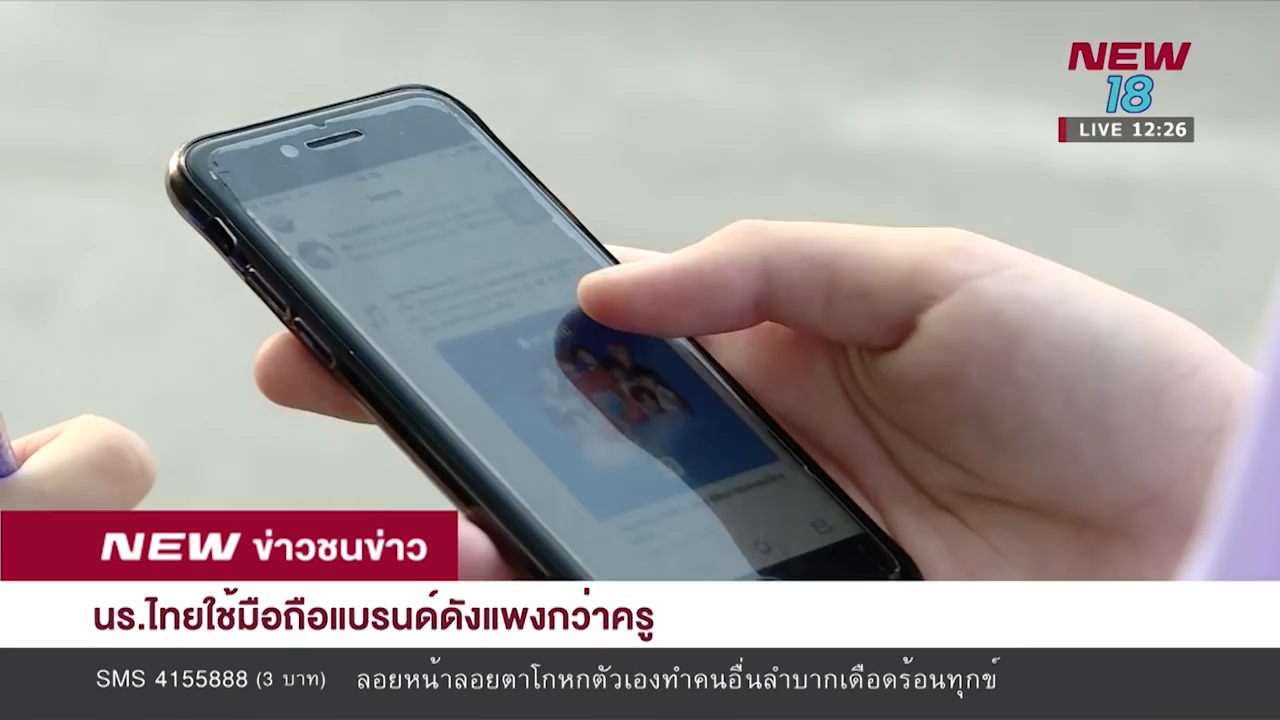 NEW
18
LIVE 12:26
NEW ข่าวชนข่าว
นร.ไทยใช้มือถือแบรนด์ดังแพงกว่าครู
SMS 4155888 (3 บาท) ลอยหน้าลอยตาโกหกตัวเองทำคนอื่นลำบากเดือดร้อนทุกข์